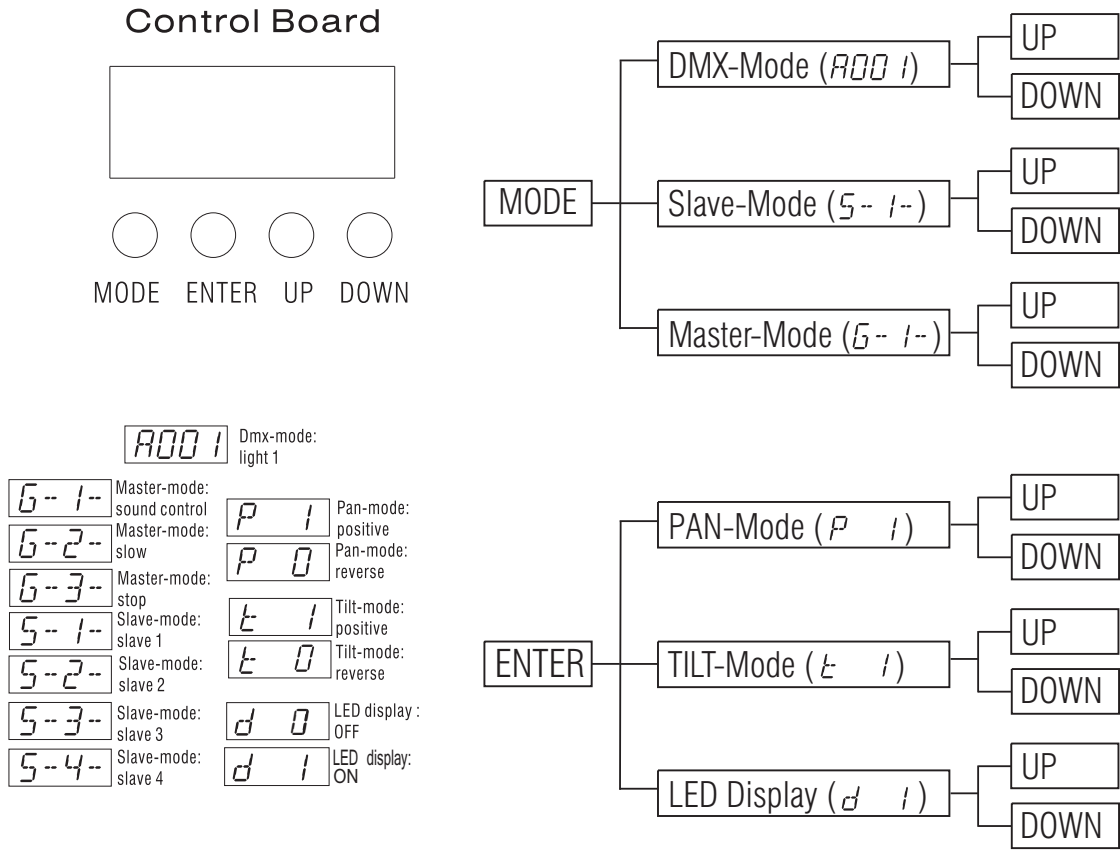 Control Board
MODE ENTER UP DOWN
MODE
DMX-Mode (A001)
UP
DOWN
Slave-Mode (S-1-)
UP
DOWN
Master-Mode (G-1-)
UP
DOWN
A001 Dmx-mode:
light 1
G-1- Master-mode:
sound control
G-2- Master-mode:
slow
G-3- Master-mode:
stop
S-1- Slave-mode:
slave 1
S-2- Slave-mode:
slave 2
S-3- Slave-mode:
slave 3
S-4- Slave-mode:
slave 4
P 1 Pan-mode:
positive
P 0 Pan-mode:
reverse
t 1 Tilt-mode:
positive
t 0 Tilt-mode:
reverse
d 0 LED display :
OFF
d 1 LED display:
ON
ENTER
PAN-Mode (P 1)
UP
DOWN
TILT-Mode (t 1)
UP
DOWN
LED Display (d 1)
UP
DOWN